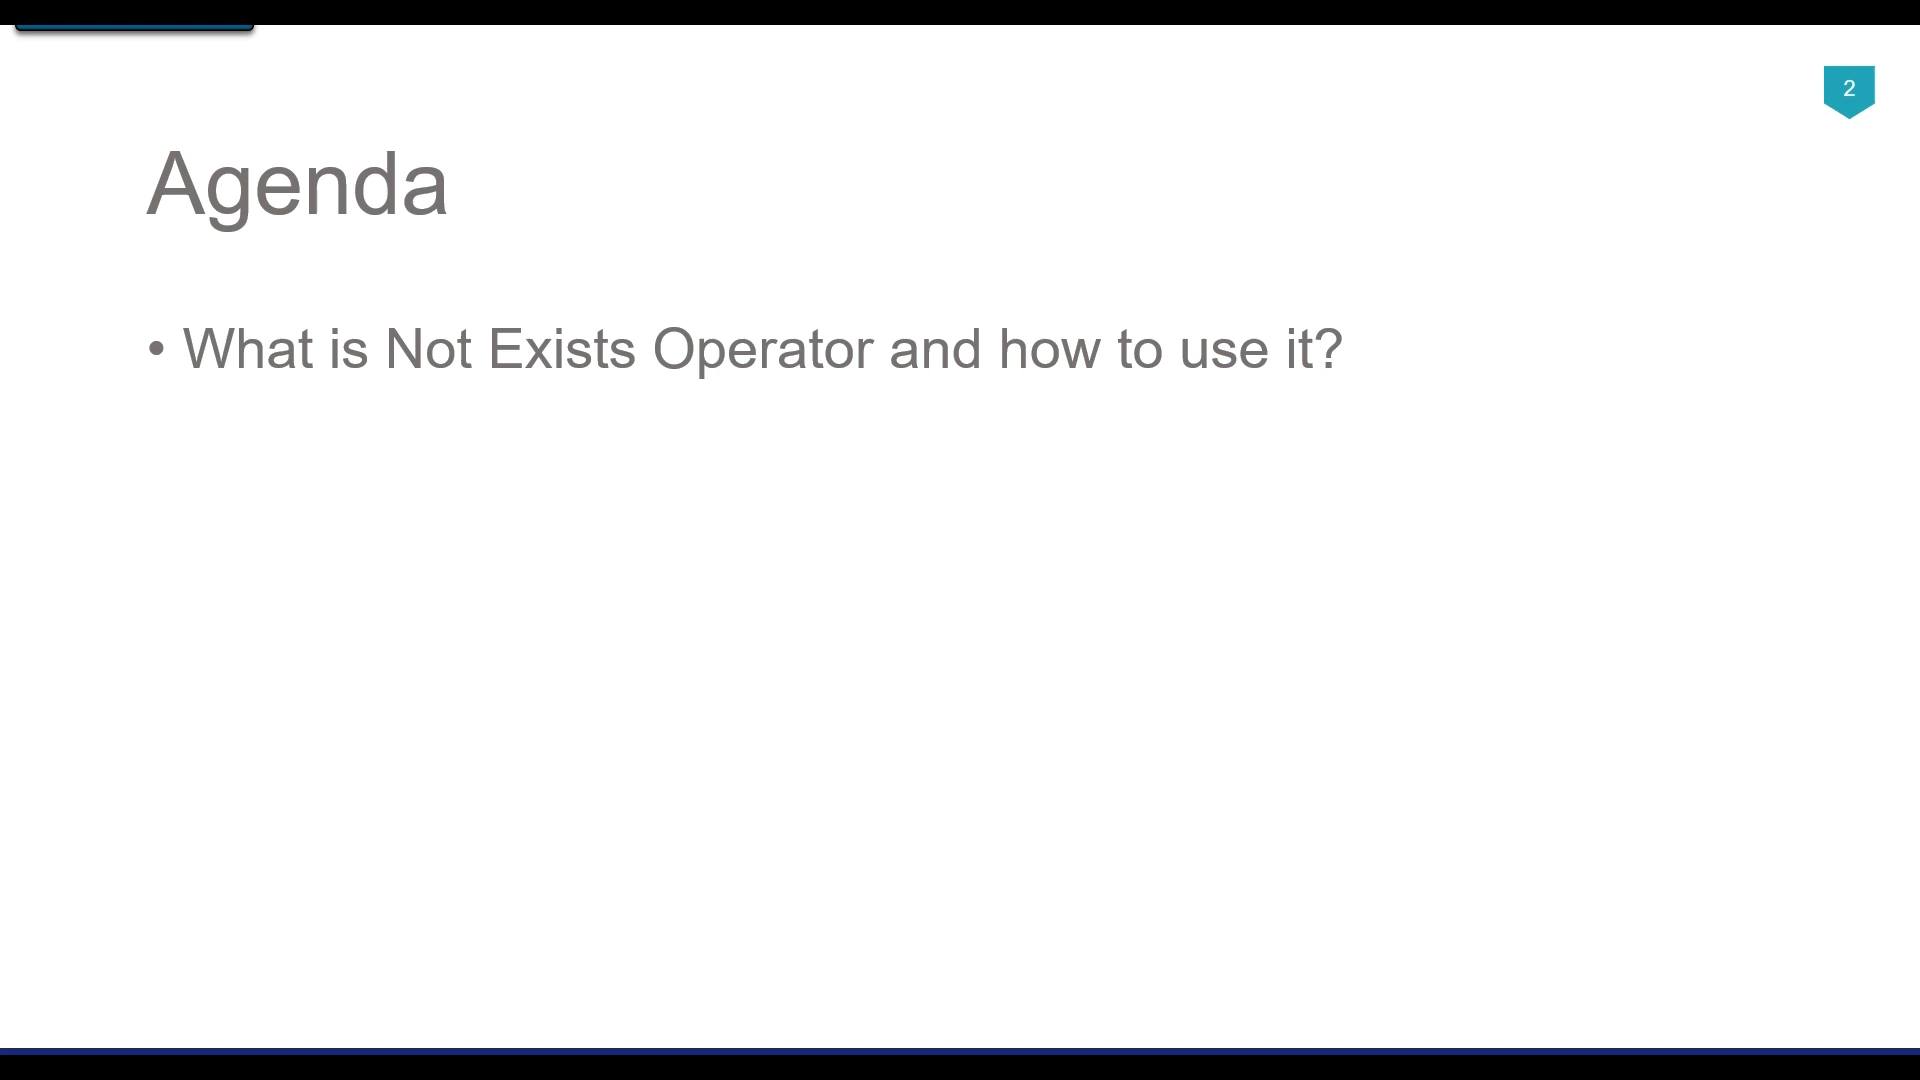 2
Agenda
• What is Not Exists Operator and how to use it?